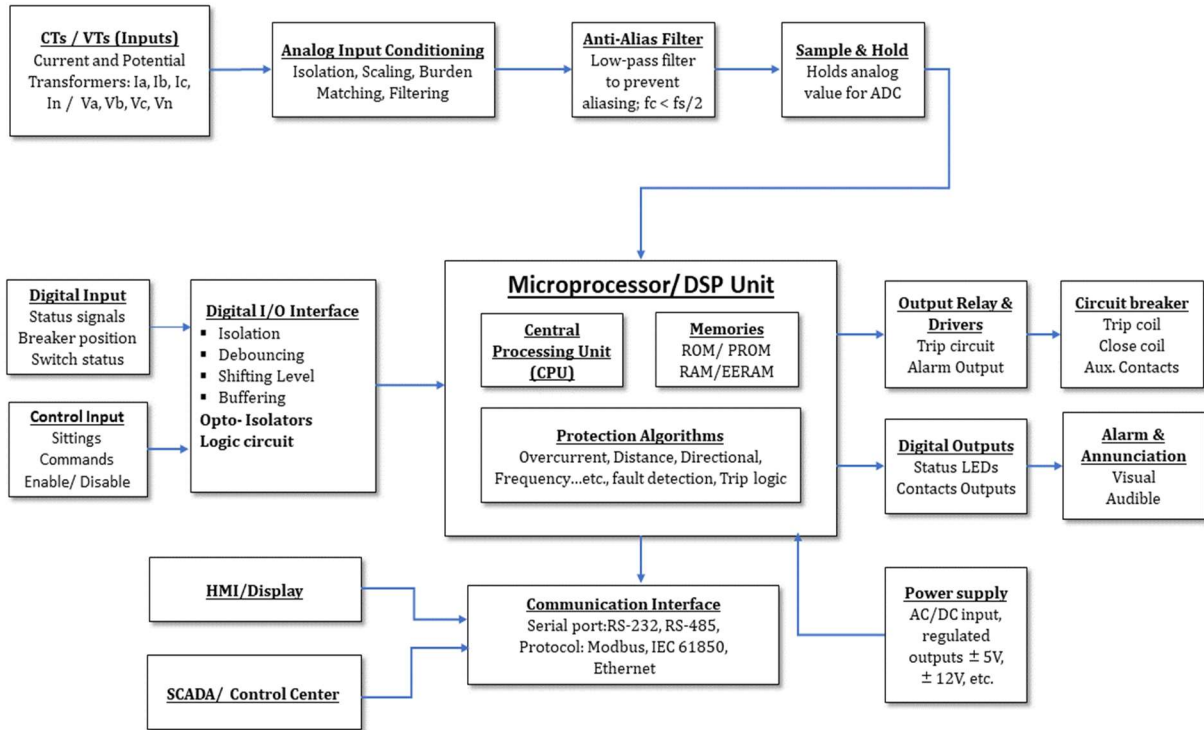 CTs / VTs (Inputs)
Current and Potential
Transformers: Ia, Ib, Ic,
In / Va, Vb, Vc, Vn
Analog Input Conditioning
Isolation, Scaling, Burden
Matching, Filtering
Anti-Alias Filter
Low-pass filter
to prevent
aliasing; fc < fs/2
Sample & Hold
Holds analog
value for ADC
Digital Input
Status signals
Breaker position
Switch status
Control Input
Sittings
Commands
Enable/ Disable
Digital I/O Interface
▪ Isolation
▪ Debouncing
▪ Shifting Level
▪ Buffering
Opto- Isolators
Logic circuit
Microprocessor/ DSP Unit
Central
Processing Unit
(CPU)
Memories
ROM/ PROM
RAM/EERAM
Protection Algorithms
Overcurrent, Distance, Directional,
Frequency...etc., fault detection, Trip logic
Output Relay &
Drivers
Trip circuit
Alarm Output
Circuit breaker
Trip coil
Close coil
Aux. Contacts
Digital Outputs
Status LEDs
Contacts Outputs
Alarm &
Annunciation
Visual
Audible
HMI/Display
SCADA/ Control Center
Communication Interface
Serial port:RS-232, RS-485,
Protocol: Modbus, IEC 61850,
Ethernet
Power supply
AC/DC input,
regulated
outputs ± 5V,
± 12V, etc.